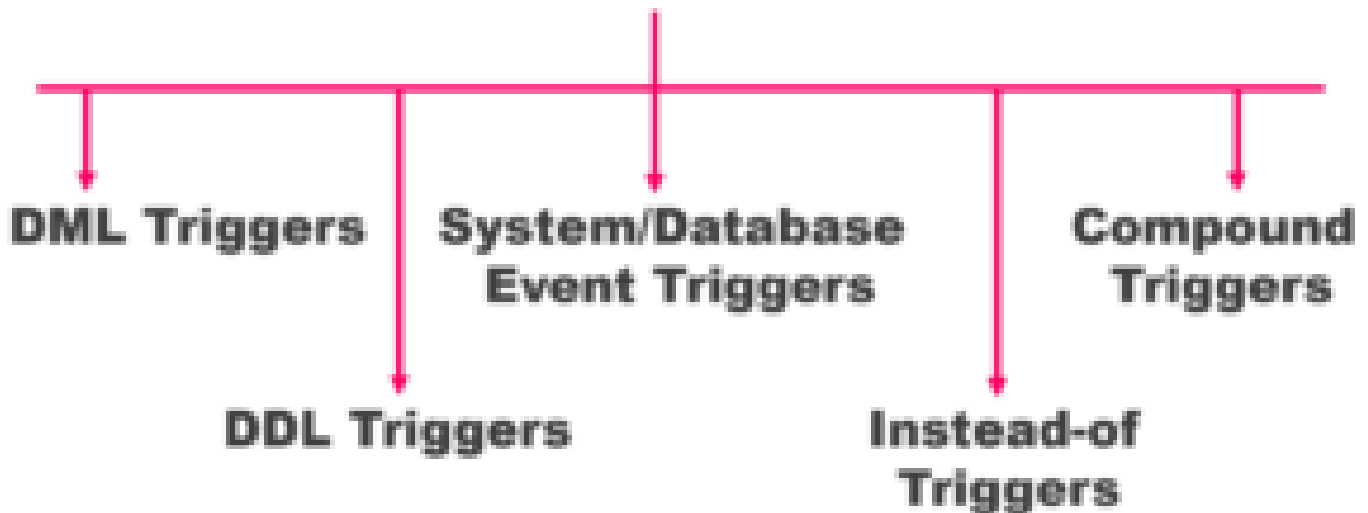 DML Triggers
System/Database
Event Triggers
Compound
Triggers
DDL Triggers
Instead-of
Triggers